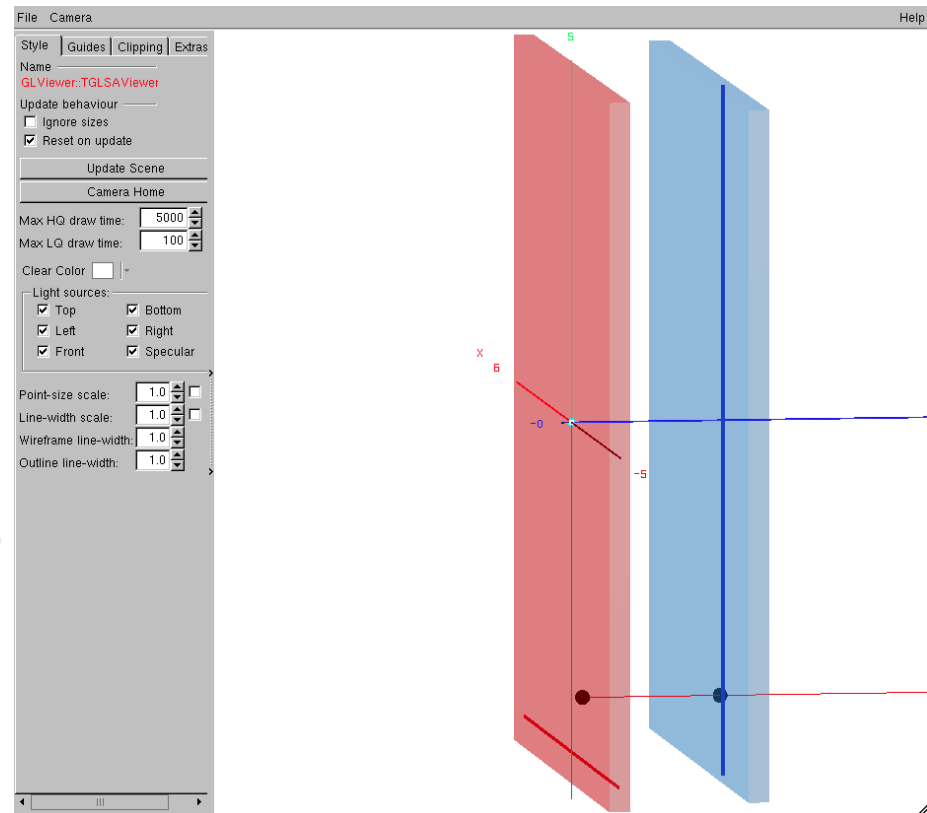 File Camera Help
Style Guides Clipping Extras
Name
GLViewer::TGLSAViewer
Update behaviour
Ignore sizes
Reset on update
Update Scene
Camera Home
Max HQ draw time: 5000
Max LQ draw time: 100
Clear Color
Light sources:
Top Bottom
Left Right
Front Specular
Point-size scale: 1.0
Line-width scale: 1.0
Wireframe line-width: 1.0
Outline line-width: 1.0
5
X
6
-0
-5